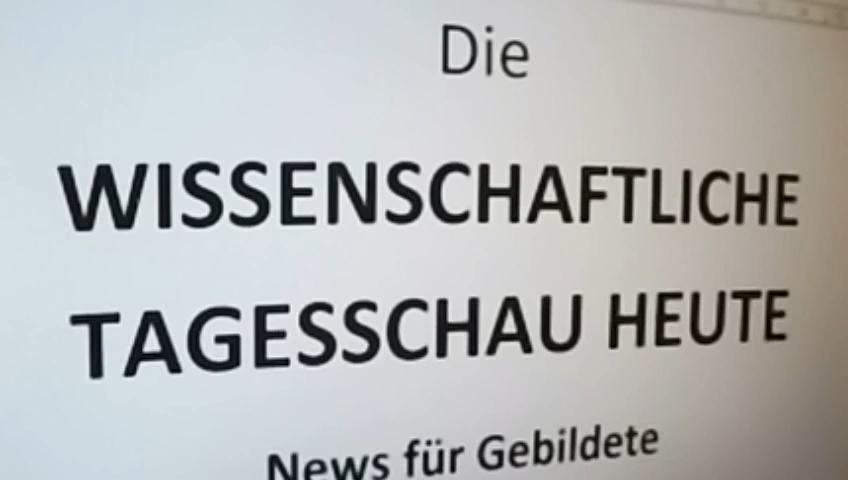 Die
WISSENSCHAFTLICHE
TAGESSCHAU HEUTE
News für Gebildete